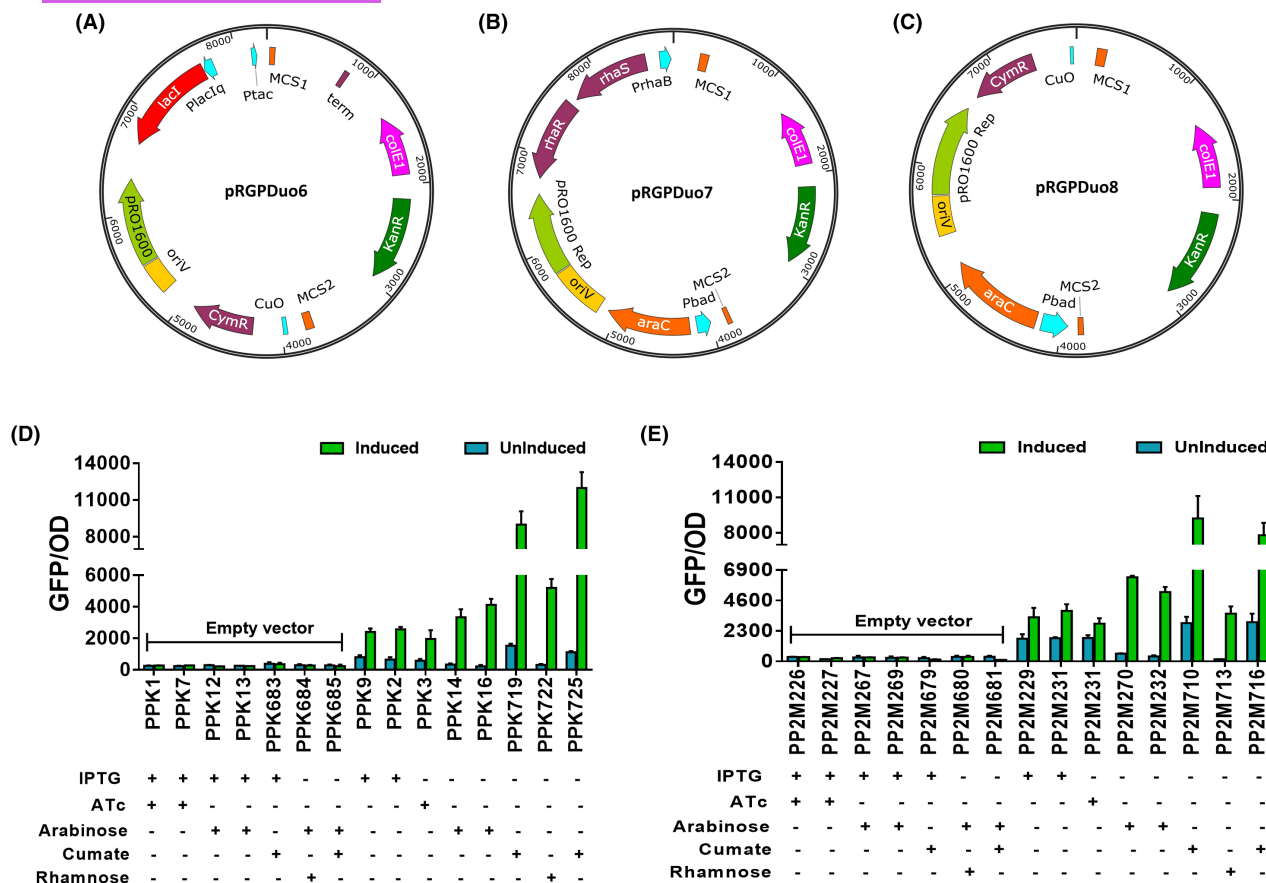 (A)
8000
1000
2000
3000
4000
5000
6000
7000
lacI
PlacIq
Ptac
MCS1
term
colE1
KanR
MCS2
CuO
CymR
oriV
pRO1600
pRGPDuo6
(B)
8000
1000
2000
3000
4000
5000
6000
7000
rhaS
PrhaB
MCS1
colE1
KanR
MCS2
Pbad
araC
oriV
pRO1600 Rep
rhaR
pRGPDuo7
(C)
7000
1000
2000
3000
4000
5000
6000
CymR
CuO
MCS1
colE1
KanR
MCS2
Pbad
araC
oriV
pRO1600 Rep
pRGPDuo8
(D)
Induced UnInduced
GFP/OD
14000
11000
8000
6000
4000
2000
0
Empty vector
PPK1 PPK7 PPK12 PPK13 PPK683 PPK684 PPK685 PPK9 PPK2 PPK3 PPK14 PPK16 PPK719 PPK722 PPK725
IPTG + + + + + - - + + - - - - - -
ATc + + - - - - - - - + - - - - -
Arabinose - - + + - + + - - - + + - - -
Cumate - - - - + - + - - - - - + - +
Rhamnose - - - - - + - - - - - - - + -
(E)
Induced UnInduced
GFP/OD
14000
11000
8000
6900
4600
2300
0
Empty vector
PP2M226 PP2M227 PP2M267 PP2M269 PP2M679 PP2M680 PP2M681 PP2M229 PP2M231 PP2M231 PP2M270 PP2M232 PP2M710 PP2M713 PP2M716
IPTG + + + + + - - + + - - - - - -
ATc + + - - - - - - - + - - - - -
Arabinose - - + + - + + - - - + + - - -
Cumate - - - - + - + - - - - - + - +
Rhamnose - - - - - + - - - - - - - + -